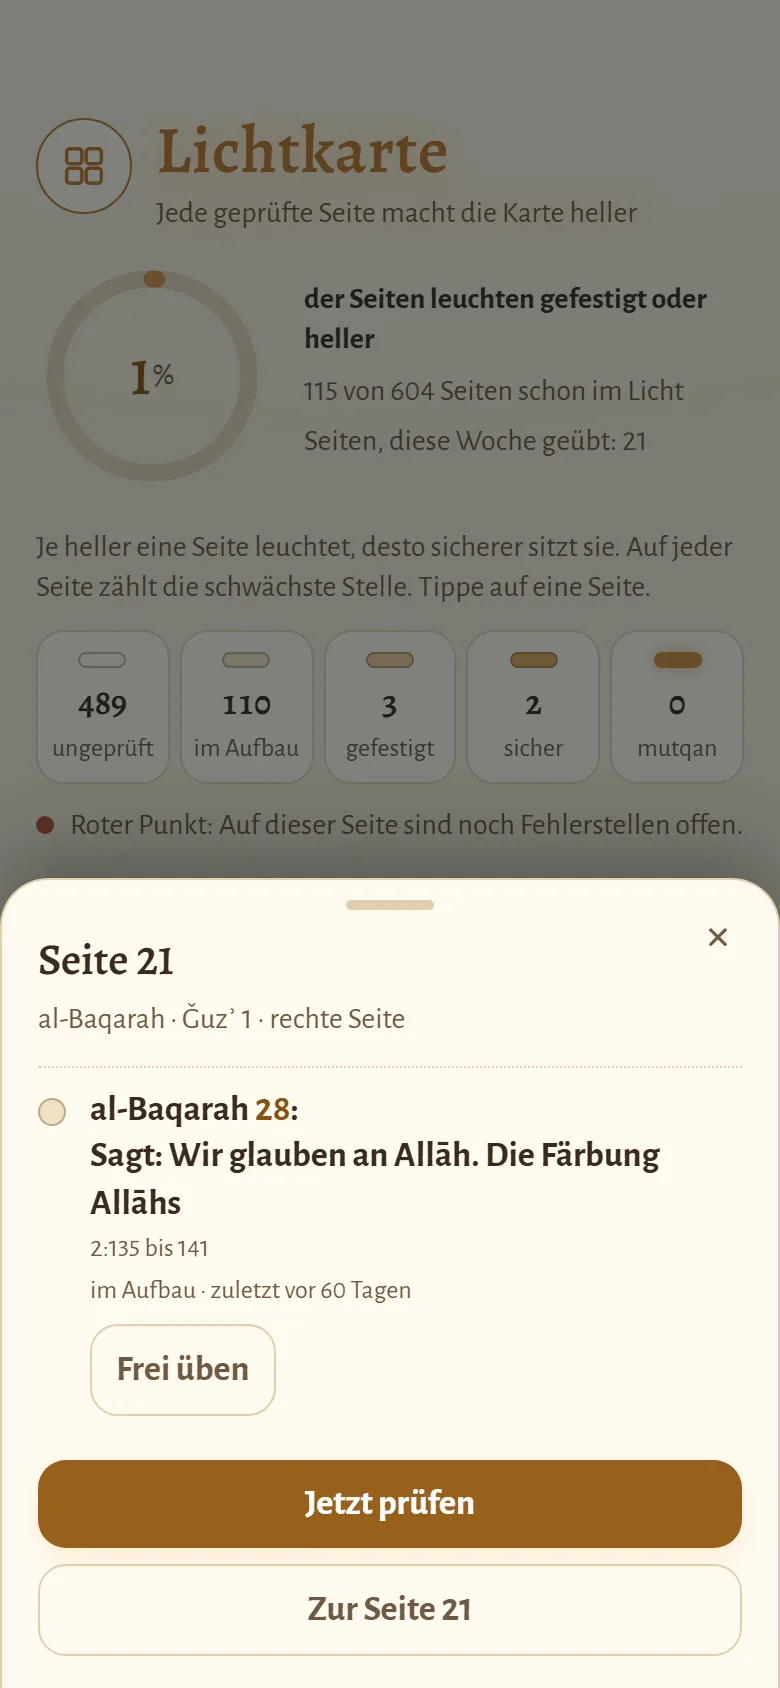 Lichtkarte
Jede geprüfte Seite macht die Karte heller
1%
der Seiten leuchten gefestigt oder
heller
115 von 604 Seiten schon im Licht
Seiten, diese Woche geübt: 21
Je heller eine Seite leuchtet, desto sicherer sitzt sie. Auf jeder
Seite zählt die schwächste Stelle. Tippe auf eine Seite.
489
ungeprüft
110
im Aufbau
3
gefestigt
2
sicher
0
mutqan
Roter Punkt: Auf dieser Seite sind noch Fehlerstellen offen.
Seite 21
al-Baqarah · Ǧuzʾ 1 · rechte Seite
al-Baqarah 28:
Sagt: Wir glauben an Allāh. Die Färbung
Allāhs
2:135 bis 141
im Aufbau · zuletzt vor 60 Tagen
Frei üben
Jetzt prüfen
Zur Seite 21